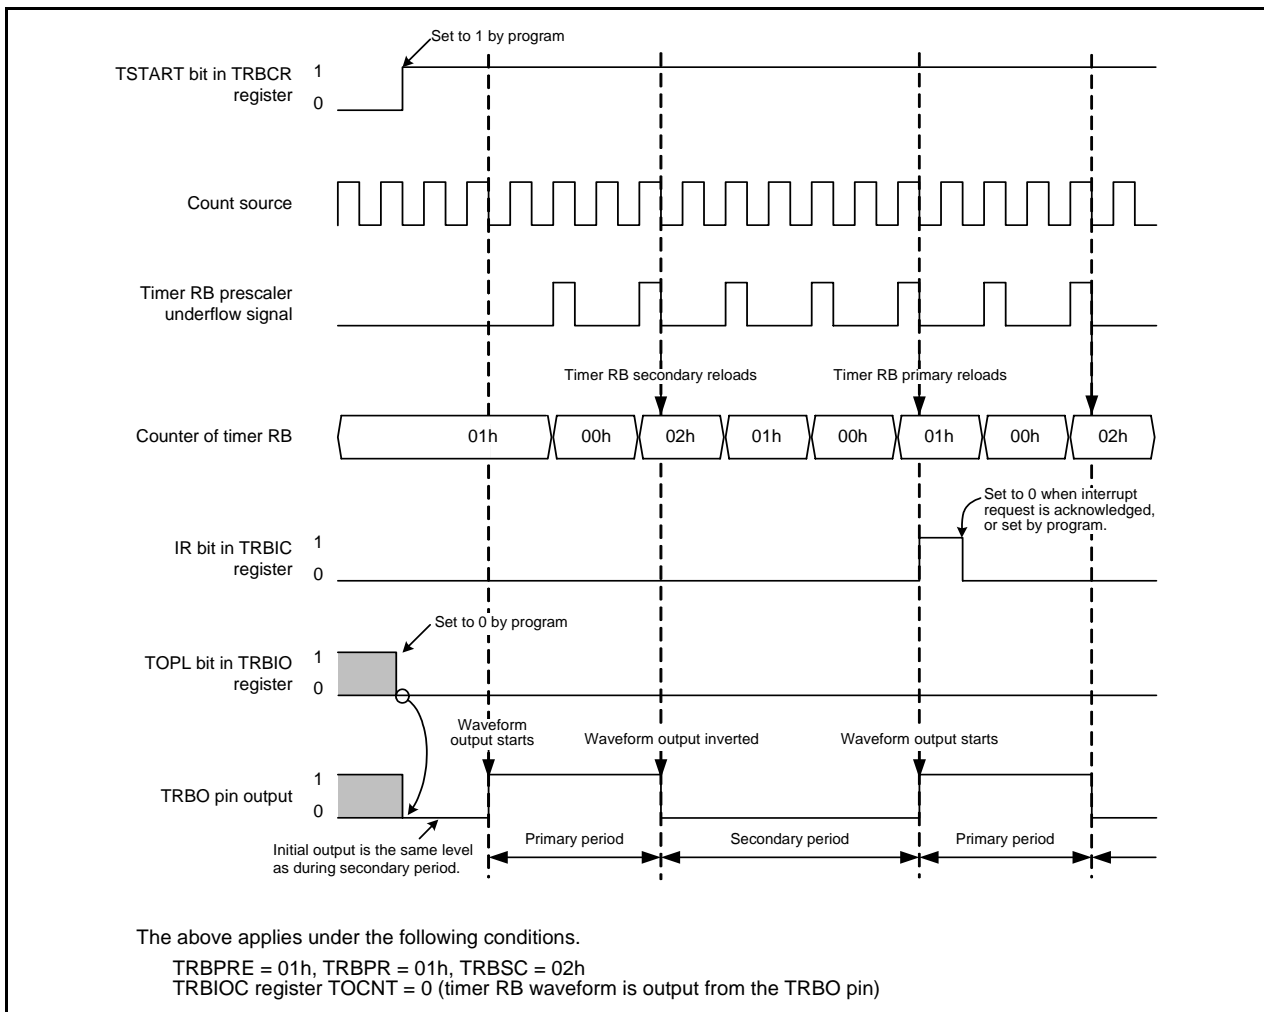 Set to 1 by program
TSTART bit in TRBCR
register
1
0
Count source
Timer RB prescaler
underflow signal
Timer RB secondary reloads
Timer RB primary reloads
Counter of timer RB
01h
00h
02h
01h
00h
01h
00h
02h
Set to 0 when interrupt
request is acknowledged,
or set by program.
IR bit in TRBIC
register
1
0
Set to 0 by program
TOPL bit in TRBIO
register
1
0
Waveform
output starts
Waveform output inverted
Waveform output starts
TRBO pin output
1
0
Initial output is the same level
as during secondary period.
Primary period
Secondary period
Primary period
The above applies under the following conditions.
TRBPRE = 01h, TRBPR = 01h, TRBSC = 02h
TRBIOC register TOCNT = 0 (timer RB waveform is output from the TRBO pin)